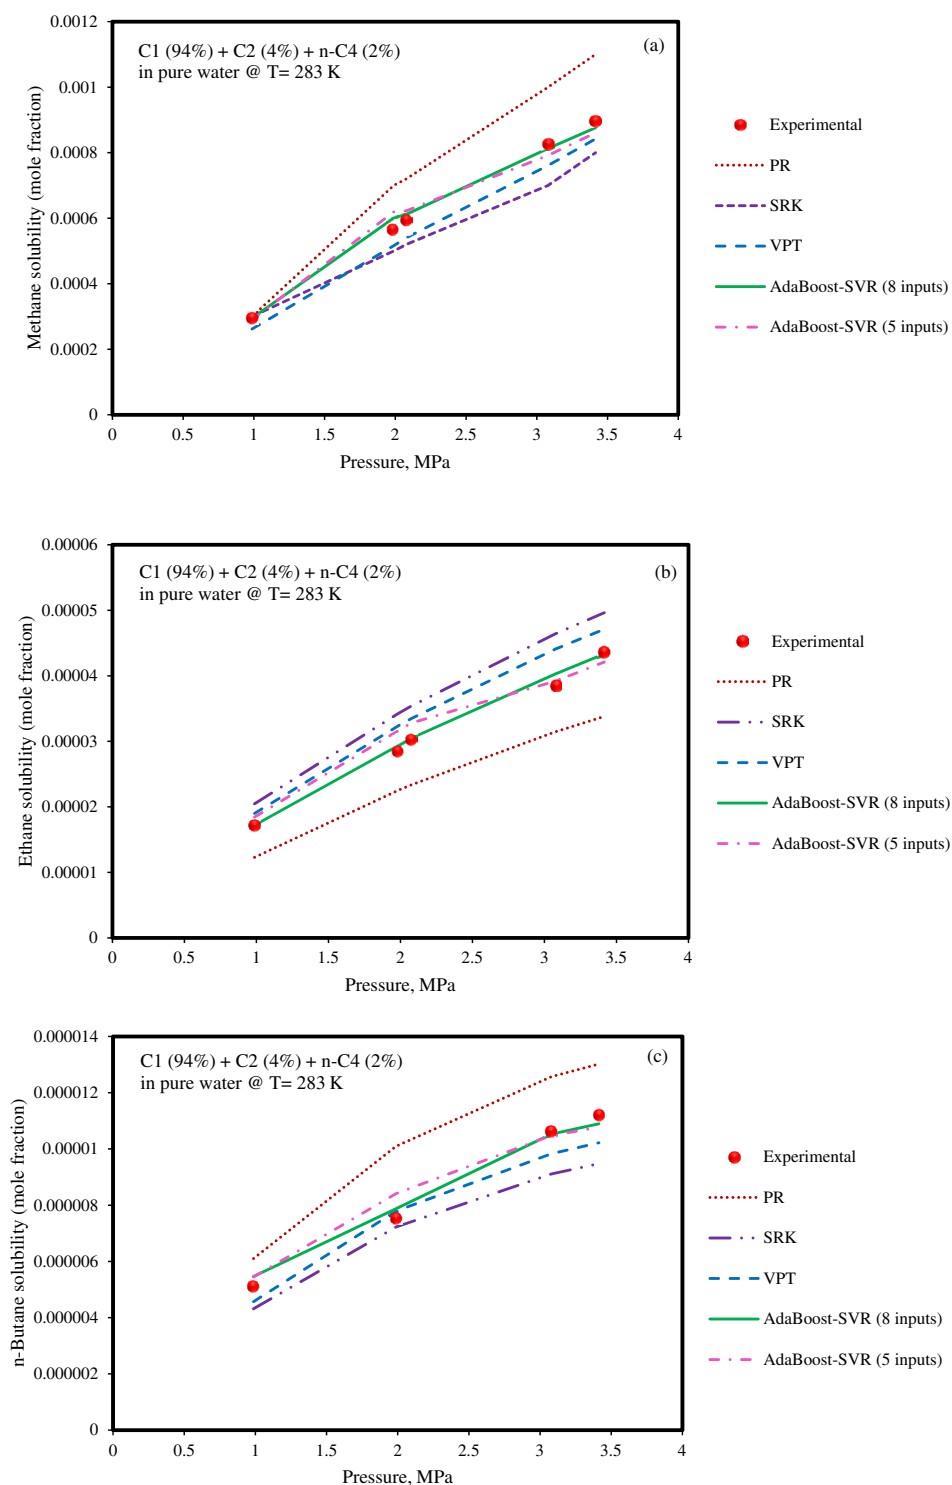 0.0012
C1 (94%) + C2 (4%) + n-C4 (2%)
in pure water @ T= 283 K
(a)
0.001
0.0008
0.0006
0.0004
0.0002
0
Methane solubility (mole fraction)
0 0.5 1 1.5 2 2.5 3 3.5 4
Pressure, MPa
Experimental
PR
SRK
VPT
AdaBoost-SVR (8 inputs)
AdaBoost-SVR (5 inputs)
0.00006
C1 (94%) + C2 (4%) + n-C4 (2%)
in pure water @ T= 283 K
(b)
0.00005
0.00004
0.00003
0.00002
0.00001
0
Ethane solubility (mole fraction)
0 0.5 1 1.5 2 2.5 3 3.5 4
Pressure, MPa
Experimental
PR
SRK
VPT
AdaBoost-SVR (8 inputs)
AdaBoost-SVR (5 inputs)
0.000014
C1 (94%) + C2 (4%) + n-C4 (2%)
in pure water @ T= 283 K
(c)
0.000012
0.00001
0.000008
0.000006
0.000004
0.000002
0
n-Butane solubility (mole fraction)
0 0.5 1 1.5 2 2.5 3 3.5 4
Pressure, MPa
Experimental
PR
SRK
VPT
AdaBoost-SVR (8 inputs)
AdaBoost-SVR (5 inputs)